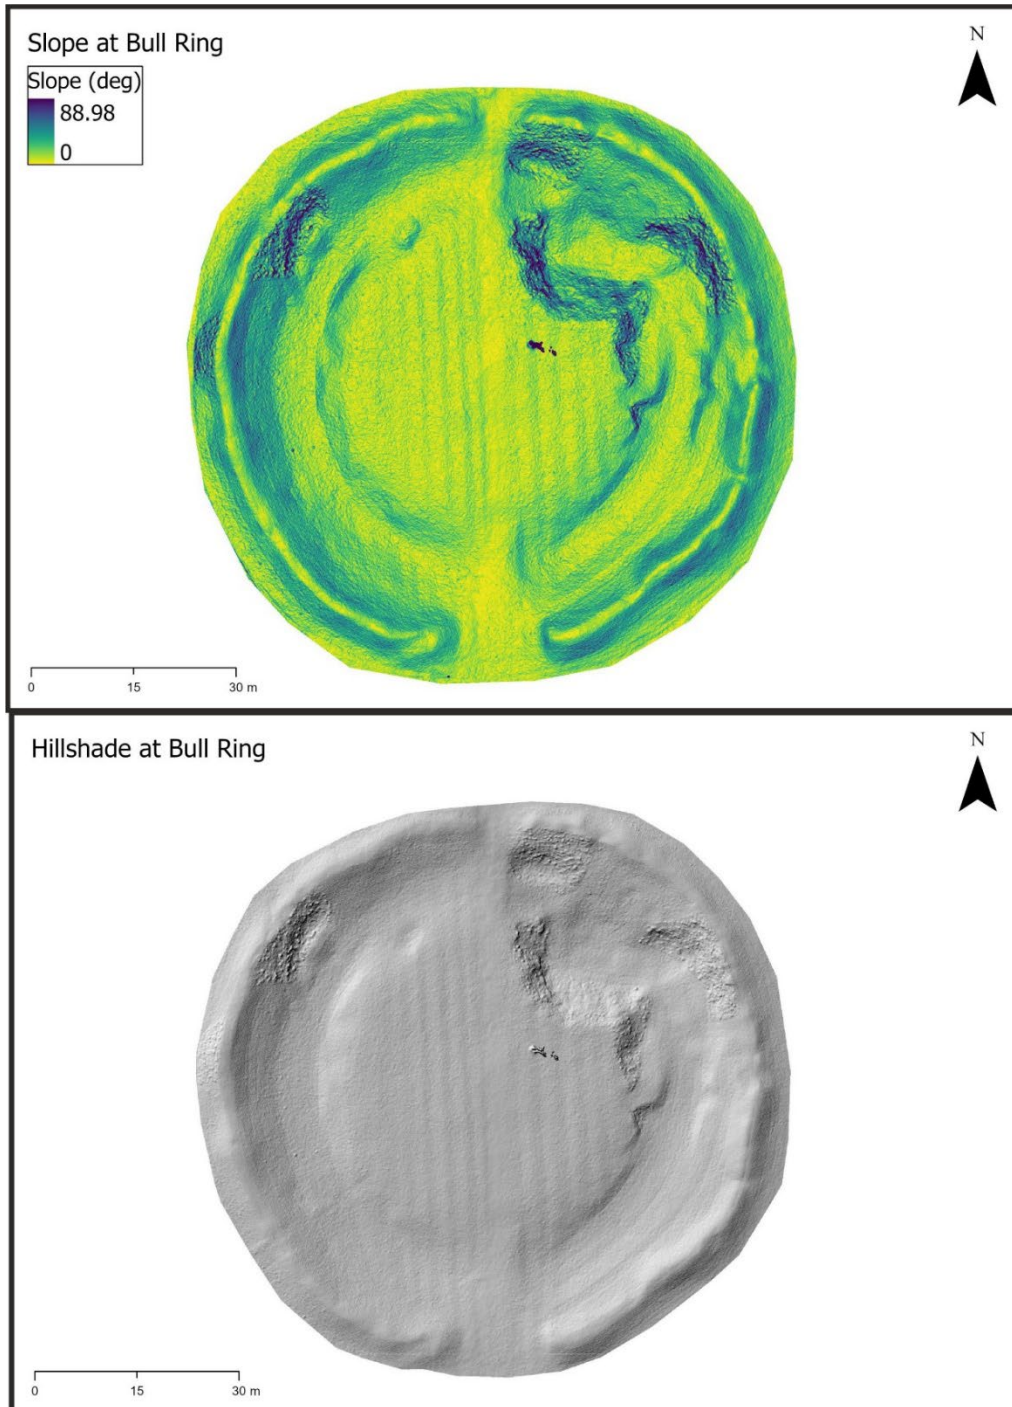 Slope at Bull Ring
N
Slope (deg)
88.98
0
0 15 30 m
Hillshade at Bull Ring
N
0 15 30 m